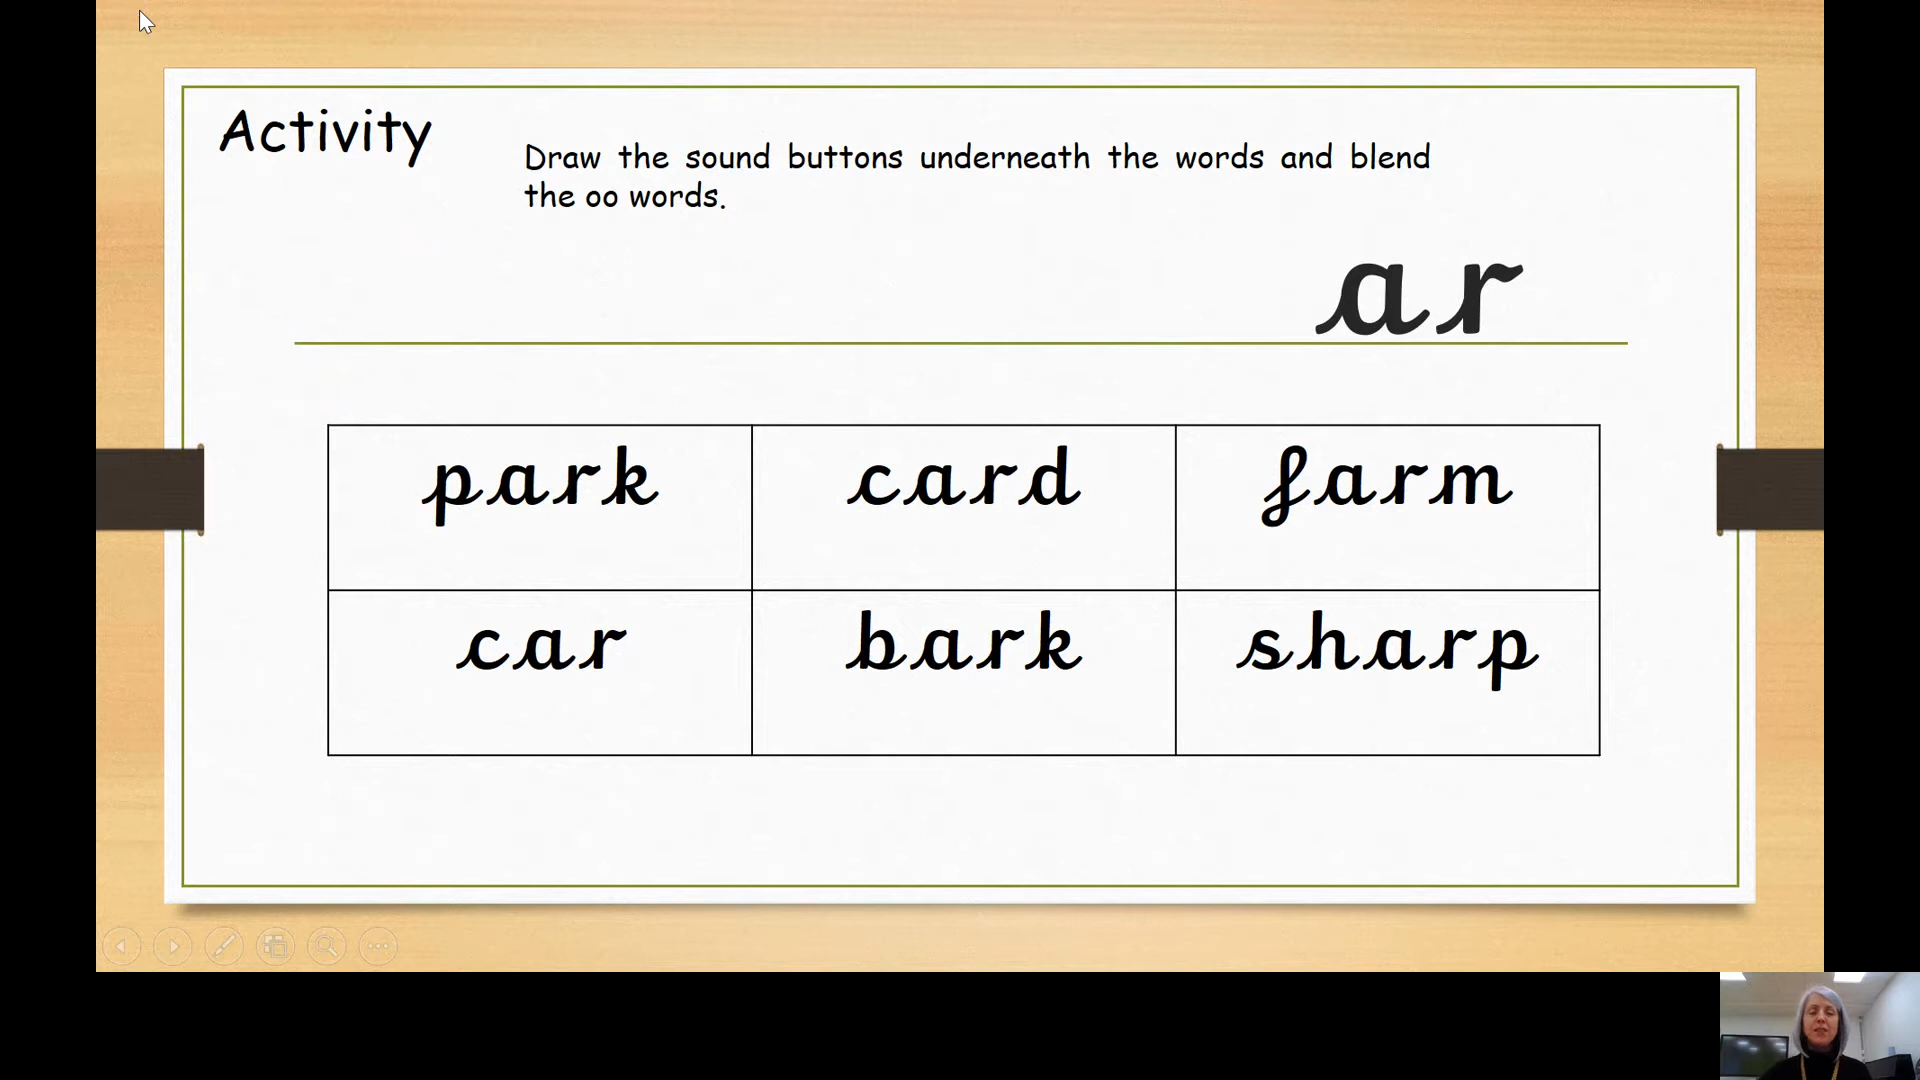 Activity
Draw the sound buttons underneath the words and blend
the oo words.
ar
park card farm
car bark sharp